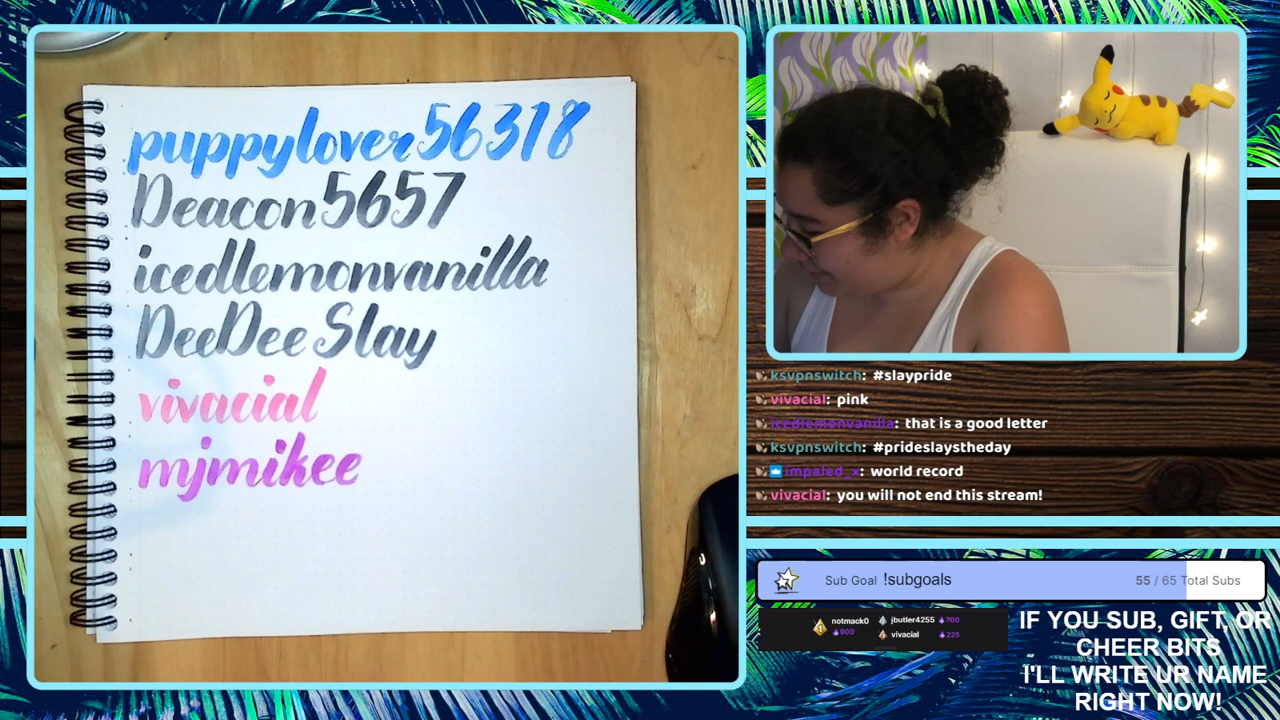 puppylover56318
Deacon5657
icedlemonvanilla
DeeDee Slay
vivacial
mjmikee
ksvpnswitch: #slaypride
vivacial: pink
icedlemonvanilla: that is a good letter
ksvpnswitch: #prideslaystheday
impaled_x: world record
vivacial: you will not end this stream!
Sub Goal !subgoals 55 / 65 Total Subs
1 notmack0 900
jbutler4255 700
vivacial 225
IF YOU SUB, GIFT, OR
CHEER BITS
I'LL WRITE UR NAME
RIGHT NOW!